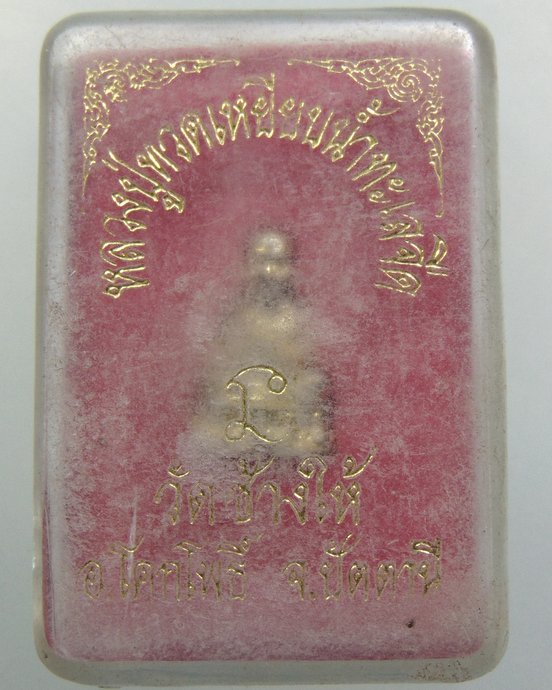 หลวงปู่ทวดเหยียบน้ำทะเลจืด
วัดช้างให้
อ.โคกโพธิ์ จ.ปัตตานี